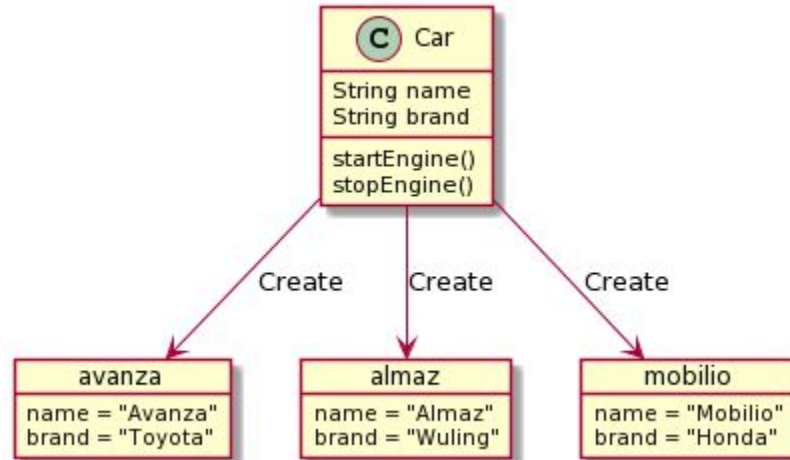 C Car
String name
String brand
startEngine()
stopEngine()
Create
Create
Create
avanza
name = "Avanza"
brand = "Toyota"
almaz
name = "Almaz"
brand = "Wuling"
mobilio
name = "Mobilio"
brand = "Honda"